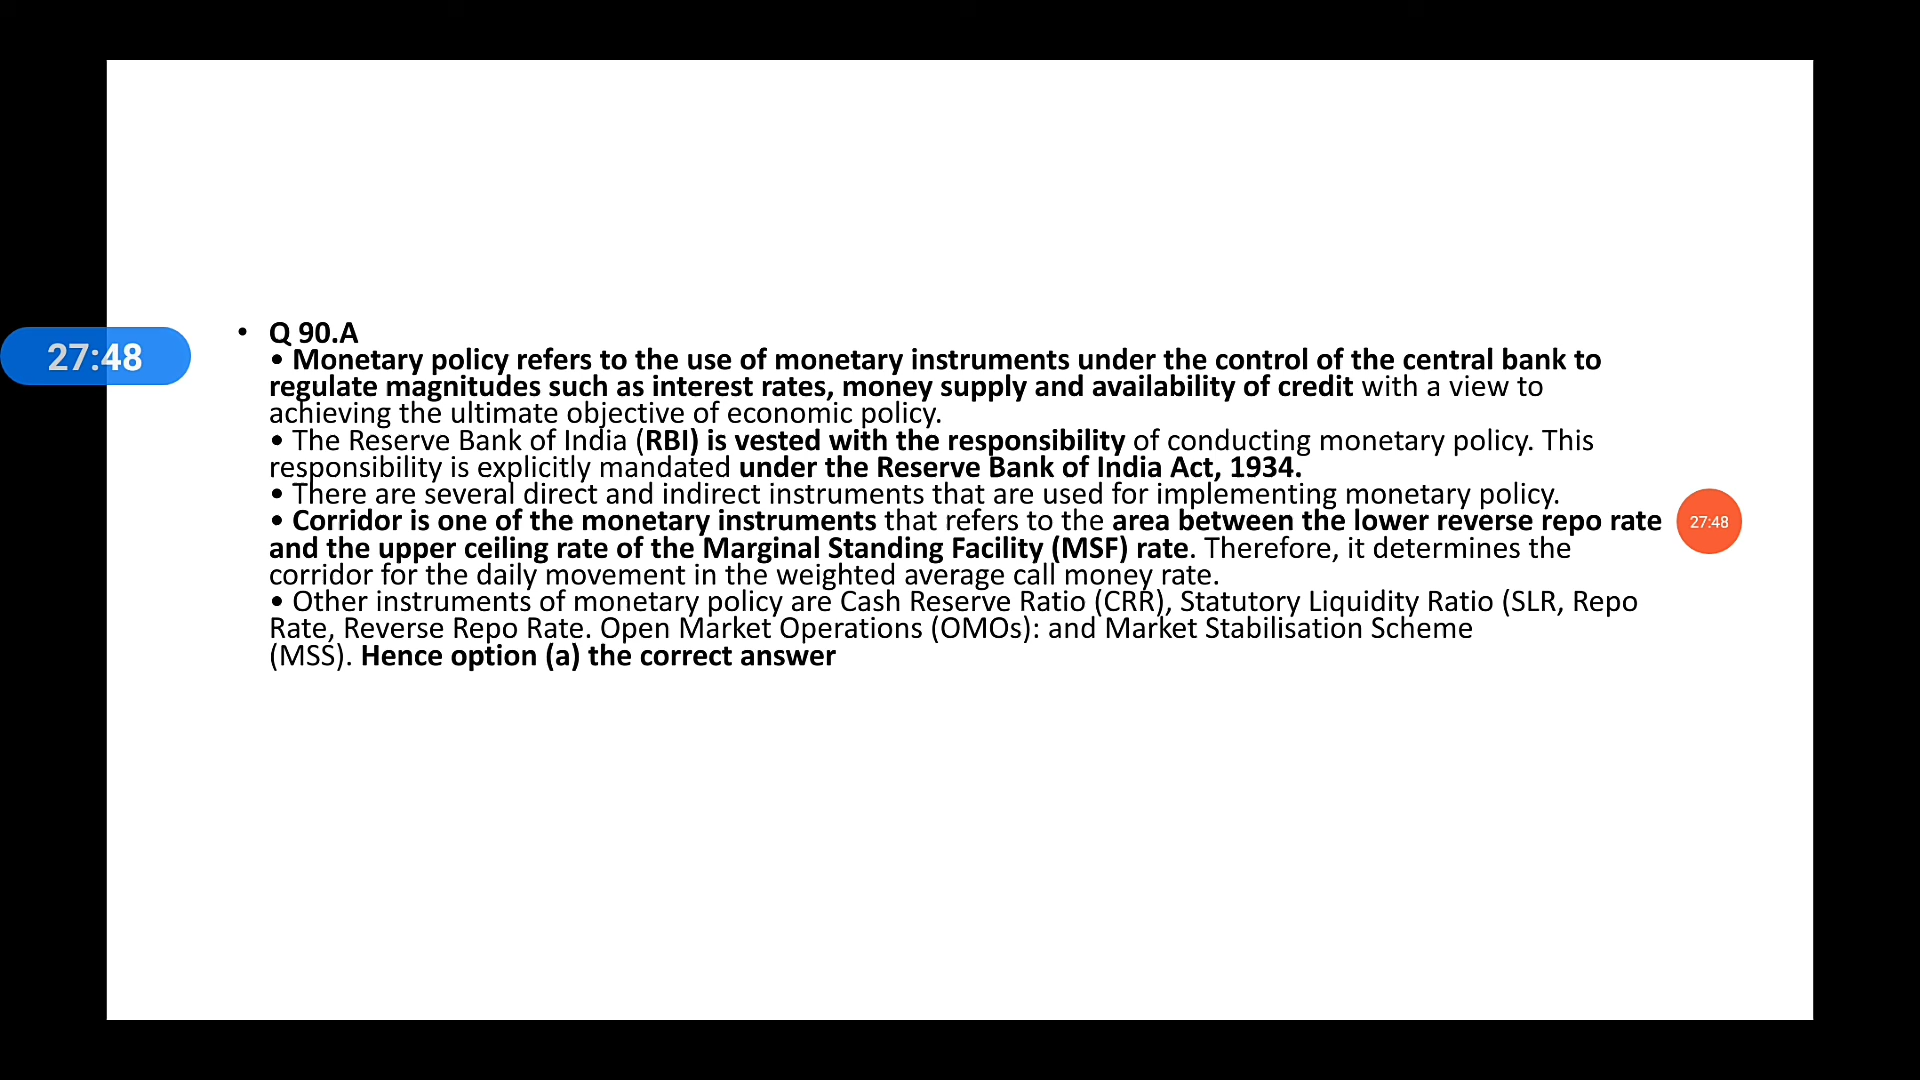 • Q 90.A
• Monetary policy refers to the use of monetary instruments under the control of the central bank to
regulate magnitudes such as interest rates, money supply and availability of credit with a view to
achieving the ultimate objective of economic policy.
27:48
• The Reserve Bank of India (RBI) is vested with the responsibility of conducting monetary policy. This
responsibility is explicitly mandated under the Reserve Bank of India Act, 1934.
• There are several direct and indirect instruments that are used for implementing monetary policy.
• Corridor is one of the monetary instruments that refers to the area between the lower reverse repo rate
27:48
and the upper ceiling rate of the Marginal Standing Facility (MSF) rate. Therefore, it determines the
corridor for the daily movement in the weighted average call money rate.
• Other instruments of monetary policy are Cash Reserve Ratio (CRR), Statutory Liquidity Ratio (SLR, Repo
Rate, Reverse Repo Rate. Open Market Operations (OMOs): and Market Stabilisation Scheme
(MSS). Hence option (a) the correct answer